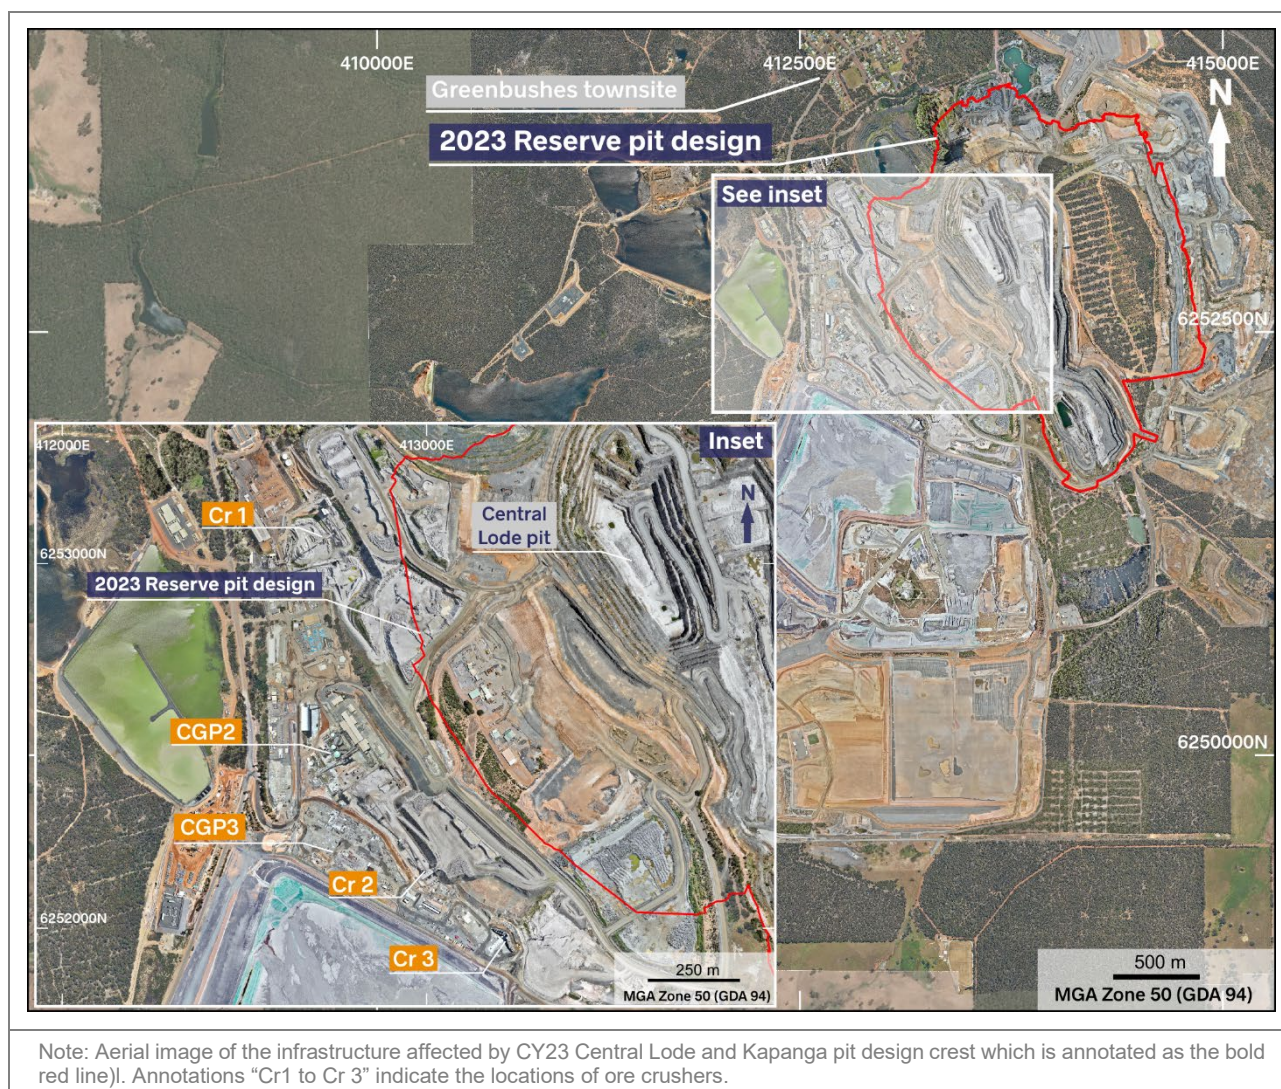 410000E
412500E
415000E
Greenbushes townsite
N
2023 Reserve pit design
See inset
6252500N
412000E
413000E
Inset
Cr 1
Central
Lode pit
N
6253000N
2023 Reserve pit design
CGP2
6250000N
CGP3
Cr 2
6252000N
Cr 3
250 m
MGA Zone 50 (GDA 94)
500 m
MGA Zone 50 (GDA 94)
Note: Aerial image of the infrastructure affected by CY23 Central Lode and Kapanga pit design crest which is annotated as the bold
red line)l. Annotations “Cr1 to Cr 3” indicate the locations of ore crushers.